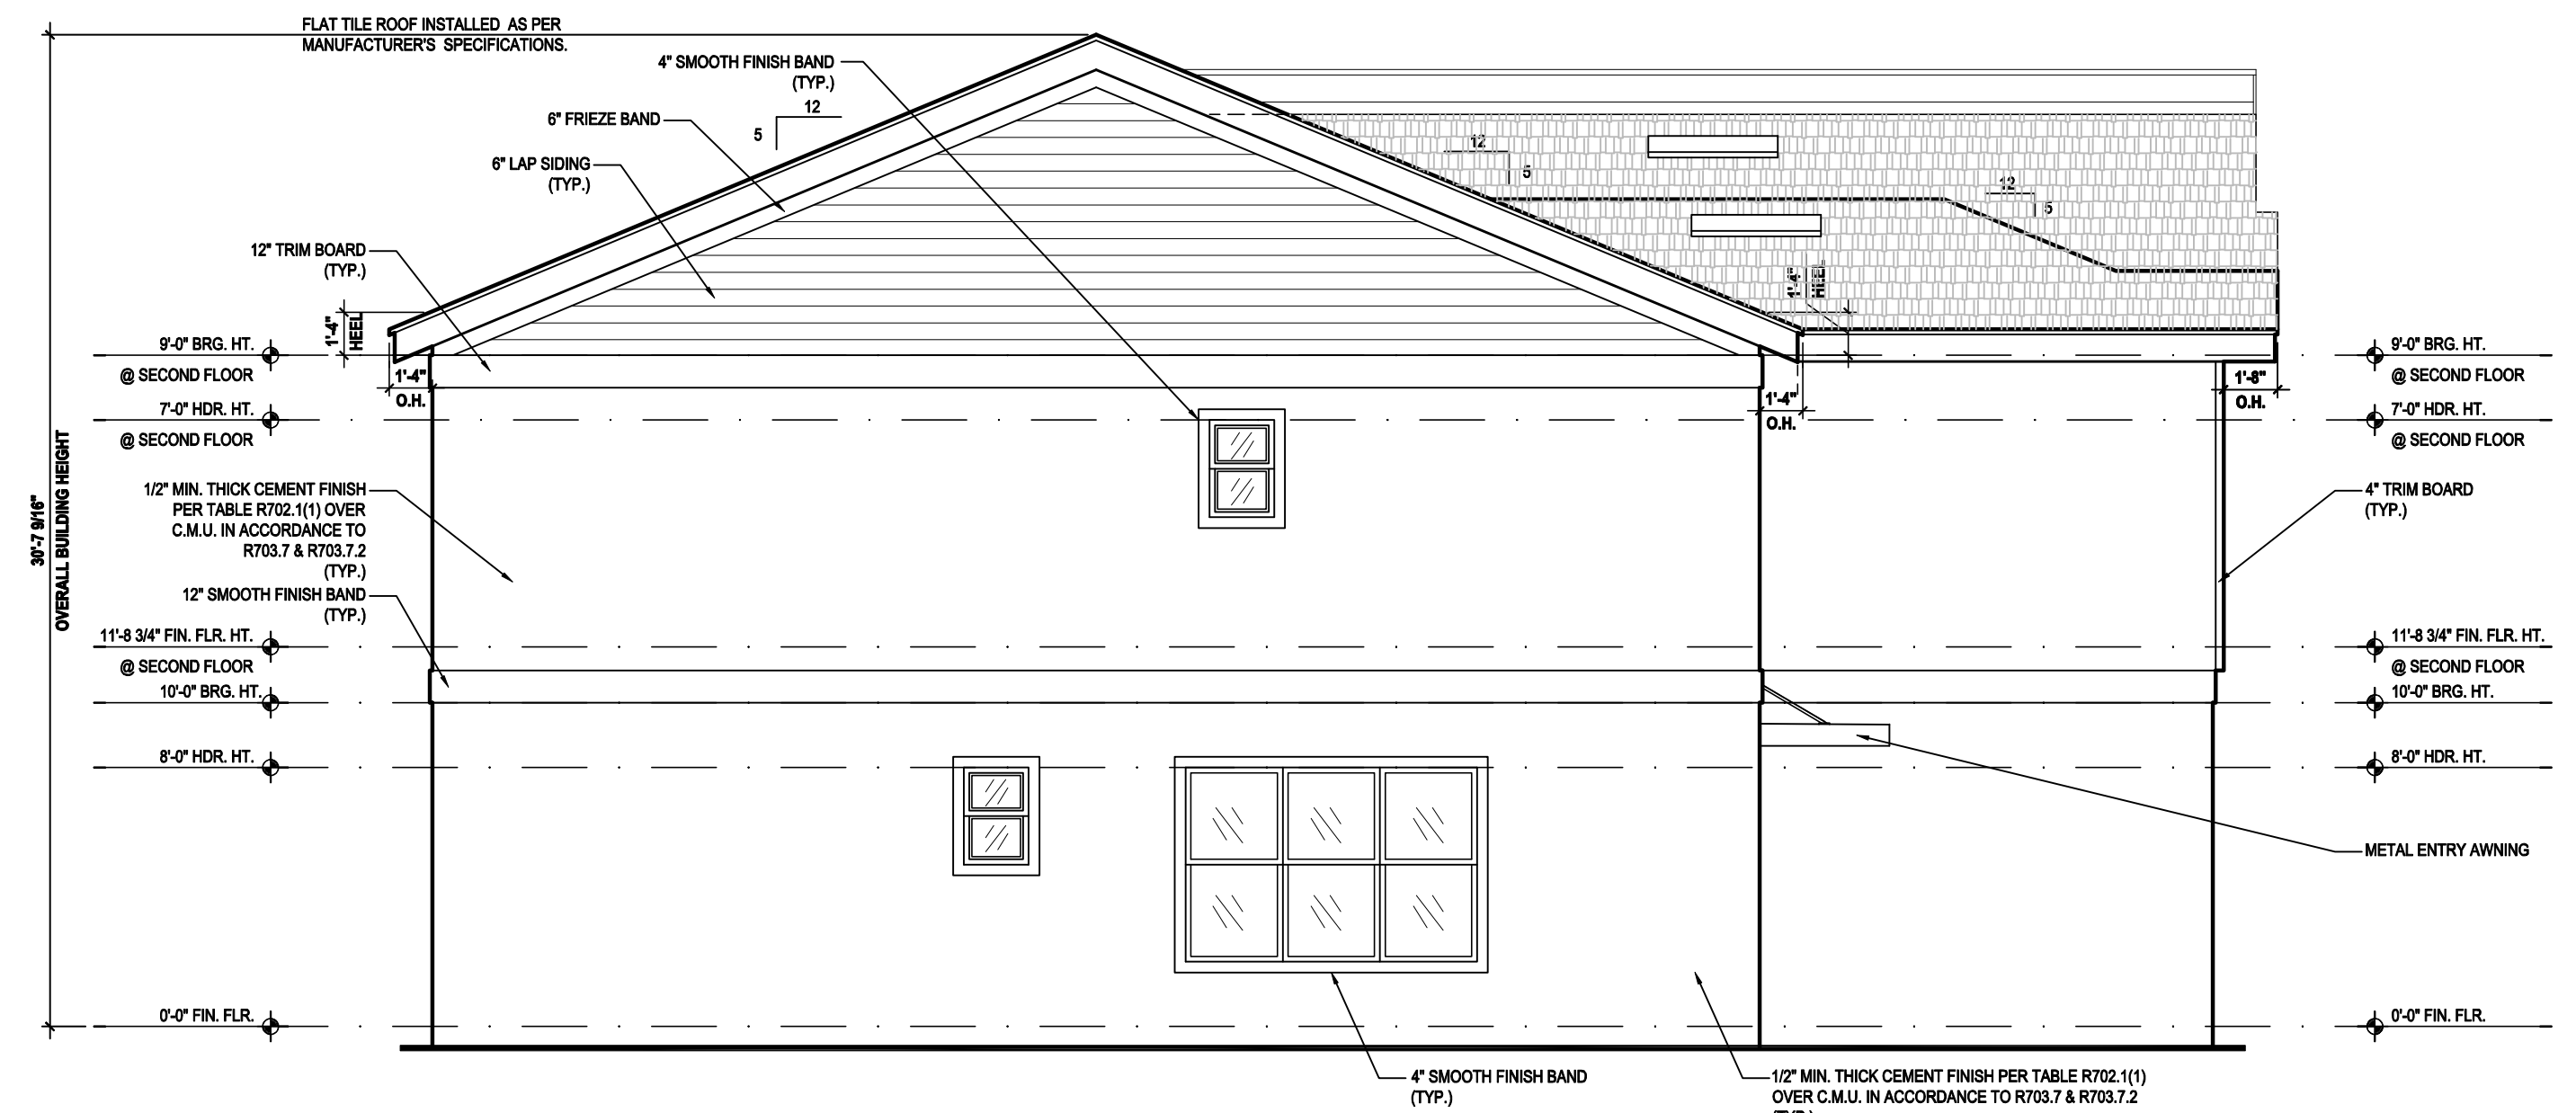 FLAT TILE ROOF INSTALLED AS PER
MANUFACTURER'S SPECIFICATIONS.
4" SMOOTH FINISH BAND
(TYP.)
12
5
6" FRIEZE BAND
6" LAP SIDING
(TYP.)
12" TRIM BOARD
(TYP.)
12
5
12
5
1'-4"
HEEL
1'-4"
HEEL
9'-0" BRG. HT.
@ SECOND FLOOR
1'-4"
O.H.
7'-0" HDR. HT.
@ SECOND FLOOR
30'-7 9/16"
OVERALL BUILDING HEIGHT
1/2" MIN. THICK CEMENT FINISH
PER TABLE R702.1(1) OVER
C.M.U. IN ACCORDANCE TO
R703.7 & R703.7.2
(TYP.)
12" SMOOTH FINISH BAND
(TYP.)
11'-8 3/4" FIN. FLR. HT.
@ SECOND FLOOR
10'-0" BRG. HT.
8'-0" HDR. HT.
0'-0" FIN. FLR.
1'-4"
O.H.
1'-8"
O.H.
9'-0" BRG. HT.
@ SECOND FLOOR
7'-0" HDR. HT.
@ SECOND FLOOR
4" TRIM BOARD
(TYP.)
11'-8 3/4" FIN. FLR. HT.
@ SECOND FLOOR
10'-0" BRG. HT.
8'-0" HDR. HT.
METAL ENTRY AWNING
0'-0" FIN. FLR.
4" SMOOTH FINISH BAND
(TYP.)
1/2" MIN. THICK CEMENT FINISH PER TABLE R702.1(1)
OVER C.M.U. IN ACCORDANCE TO R703.7 & R703.7.2